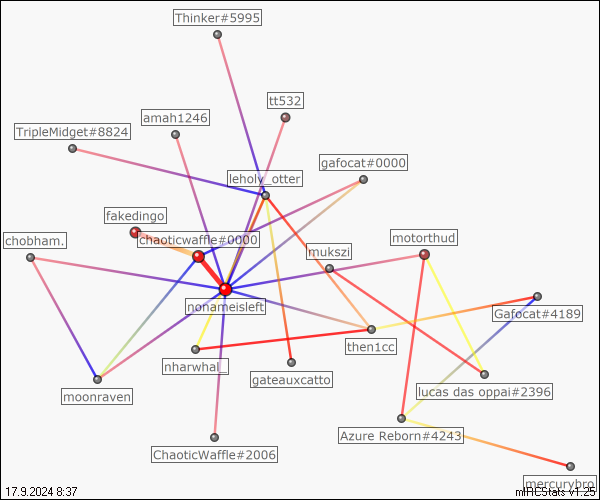 Thinker#5995
tt532
amah1246
TripleMidget#8824
gafocat#0000
leholy_otter
fakedingo
chaoticwaffle#0000
chobham.
motorthud
mukszi
nonameisleft
Gafocat#4189
then1cc
nharwhal_
gateauxcatto
lucas das oppai#2396
moonraven
Azure Reborn#4243
ChaoticWaffle#2006
mercurybro
17.9.2024 8:37
mIRCStats v1.25